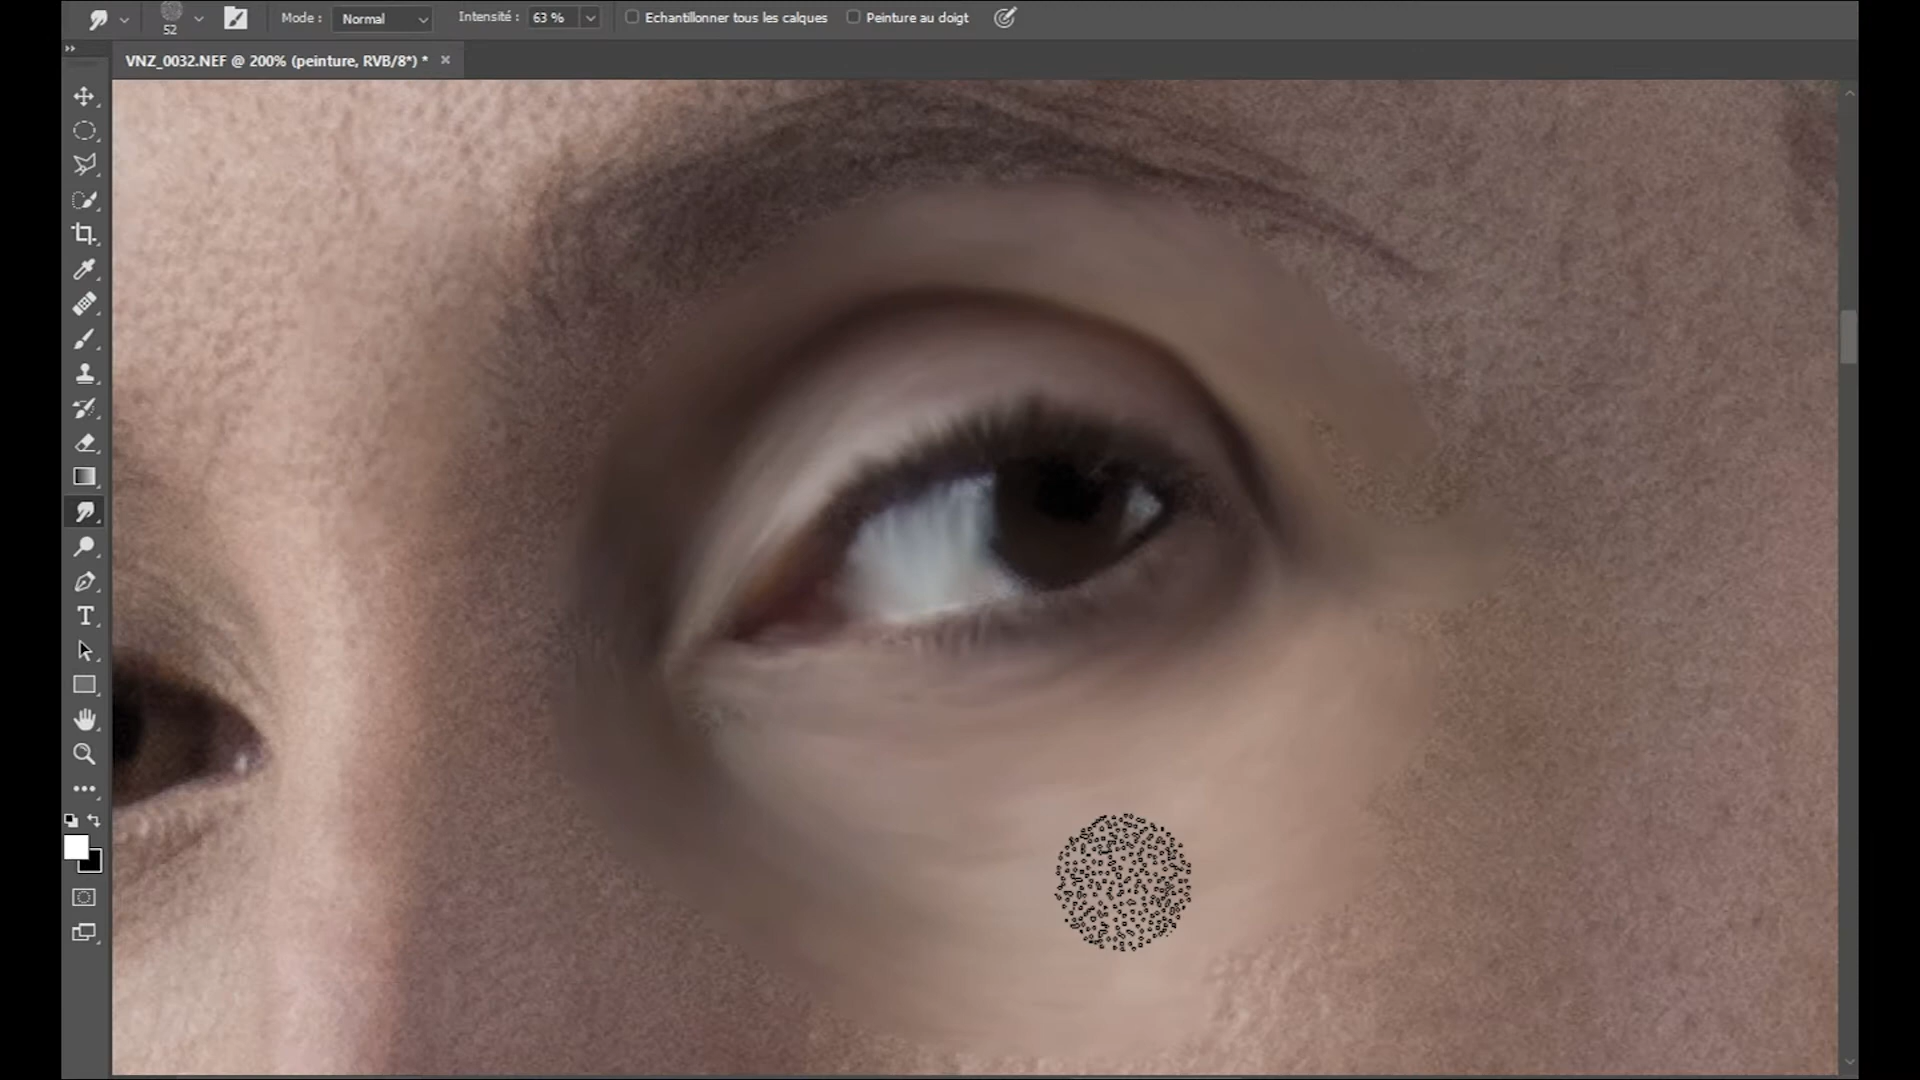 Mode : Normal Intensité : 63 % Echantillonner tous les calques Peinture au doigt
52
VNZ_0032.NEF @ 200% (peinture, RVB/8*) * ×
T